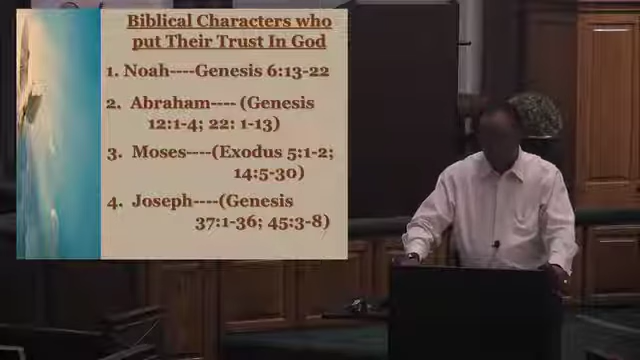 Biblical Characters who
put Their Trust In God
1. Noah----Genesis 6:13-22
2. Abraham---- (Genesis
12:1-4; 22: 1-13)
3. Moses----(Exodus 5:1-2;
14:5-30)
4. Joseph----(Genesis
37:1-36; 45:3-8)